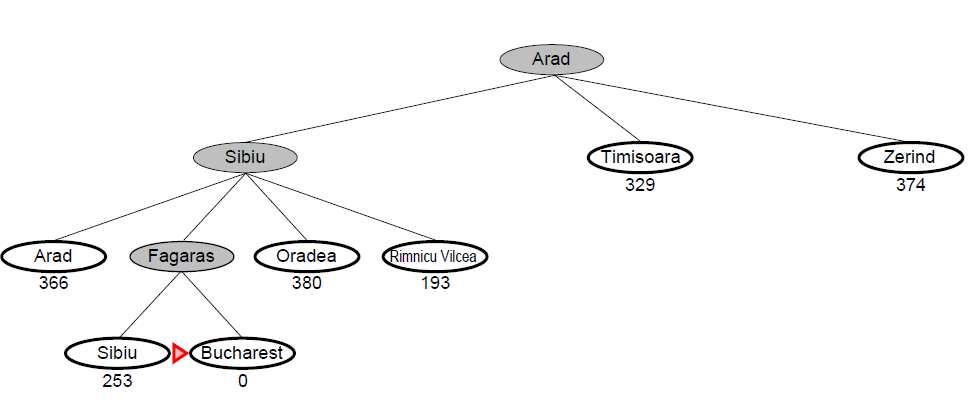 Arad
Sibiu
Timisoara
Zerind
329
374
Arad
Fagaras
Oradea
Rimnicu Vilcea
366
380
193
Sibiu
Bucharest
253
0